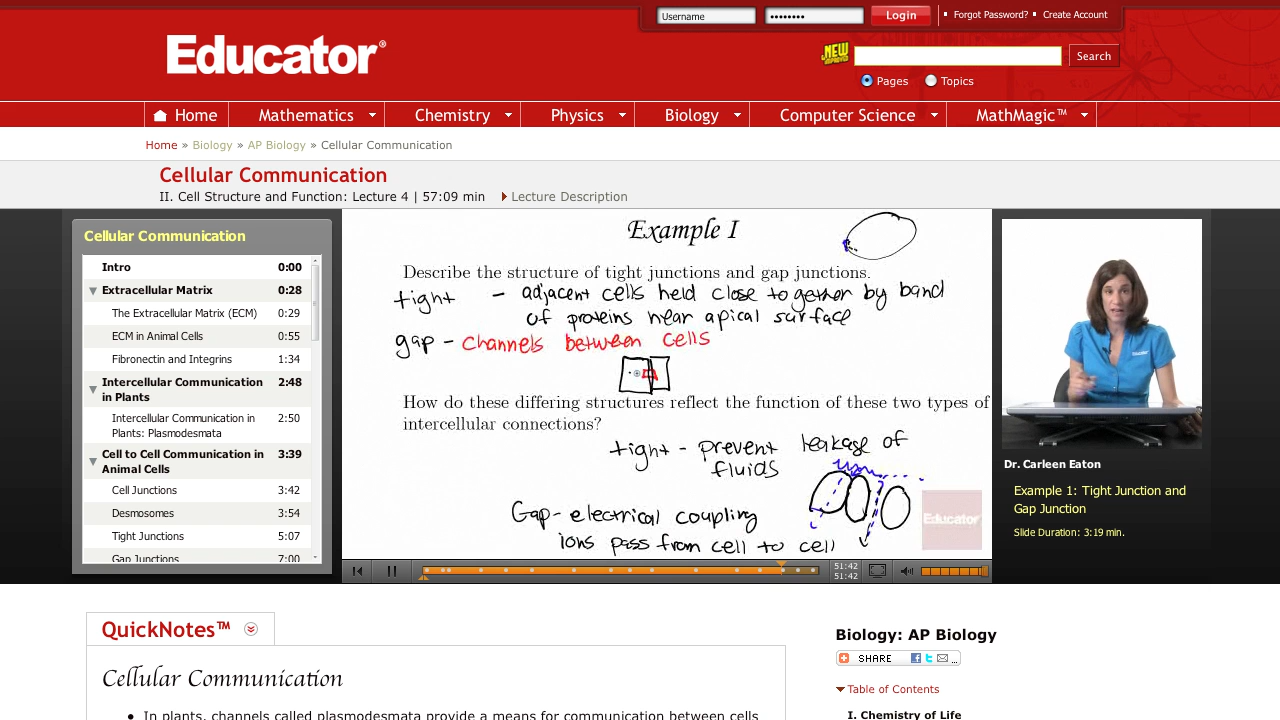 Username
••••••••
Login
Forgot Password?
Create Account
Educator®
NEW
Search
Pages
Topics
Home
Mathematics
Chemistry
Physics
Biology
Computer Science
MathMagic™
Home » Biology » AP Biology » Cellular Communication
Cellular Communication
II. Cell Structure and Function: Lecture 4 | 57:09 min
Lecture Description
Cellular Communication
Intro 0:00
Extracellular Matrix 0:28
The Extracellular Matrix (ECM) 0:29
ECM in Animal Cells 0:55
Fibronectin and Integrins 1:34
Intercellular Communication 2:48
in Plants
Intercellular Communication in 2:50
Plants: Plasmodesmata
Cell to Cell Communication in 3:39
Animal Cells
Cell Junctions 3:42
Desmosomes 3:54
Tight Junctions 5:07
Gap Junctions 7:00
Example I
Describe the structure of tight junctions and gap junctions.
tight - adjacent cells held close together by band
of proteins near apical surface
gap - channels between cells
How do these differing structures reflect the function of these two types of
intercellular connections?
tight - prevent leakage of
fluids
Gap - electrical coupling
ions pass from cell to cell
Educator
51:42
51:42
Educator
Dr. Carleen Eaton
Example 1: Tight Junction and
Gap Junction
Slide Duration: 3:19 min.
QuickNotes™
Cellular Communication
• In plants, channels called plasmodesmata provide a means for communication between cells
Biology: AP Biology
SHARE
...
Table of Contents
I. Chemistry of Life